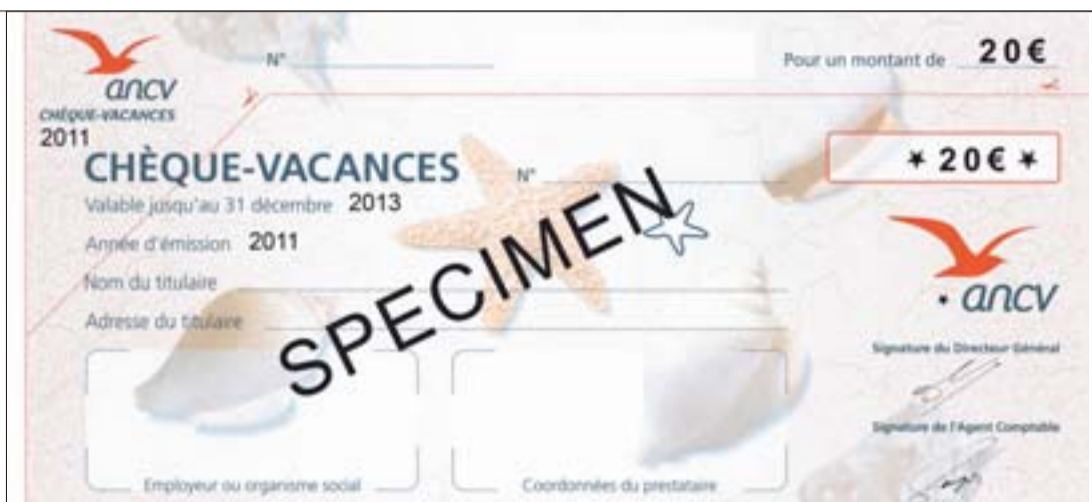 ancv
CHÈQUE-VACANCES
2011
N°
Pour un montant de 20€
CHÈQUE-VACANCES
N°
* 20€ *
Valable jusqu'au 31 décembre 2013
Année d'émission 2011
Nom du titulaire
Adresse du titulaire
SPECIMEN
ancv
Signature du Directeur Général
Signature de l'Agent Comptable
Employeur ou organisme social
Coordonnées du prestataire